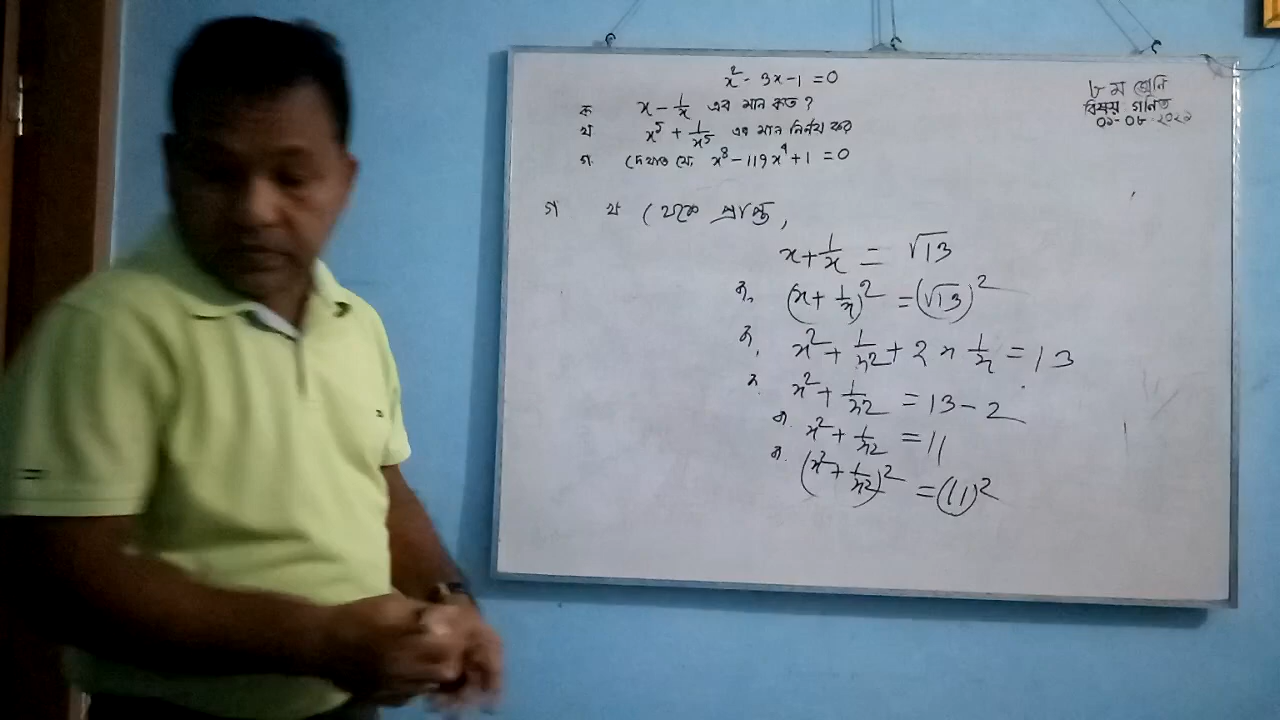 x² - 3x - 1 = 0
ক x - 1/x এর মান কত ?
খ x⁵ + 1/x⁵ এর মান নির্ণয় কর
গ. দেখাও যে, x⁸ - 119x⁴ + 1 = 0
৮ম শ্রেণি
বিষয় গণিত
গ খ থেকে প্রাপ্ত,
x + 1/x = √13
বা, (x + 1/x)² = (√13)²
বা, x² + 1/x² + 2 x 1/x = 13
বা x² + 1/x² = 13 - 2
বা. x² + 1/x² = 11
বা. (x² + 1/x²)² = (11)²